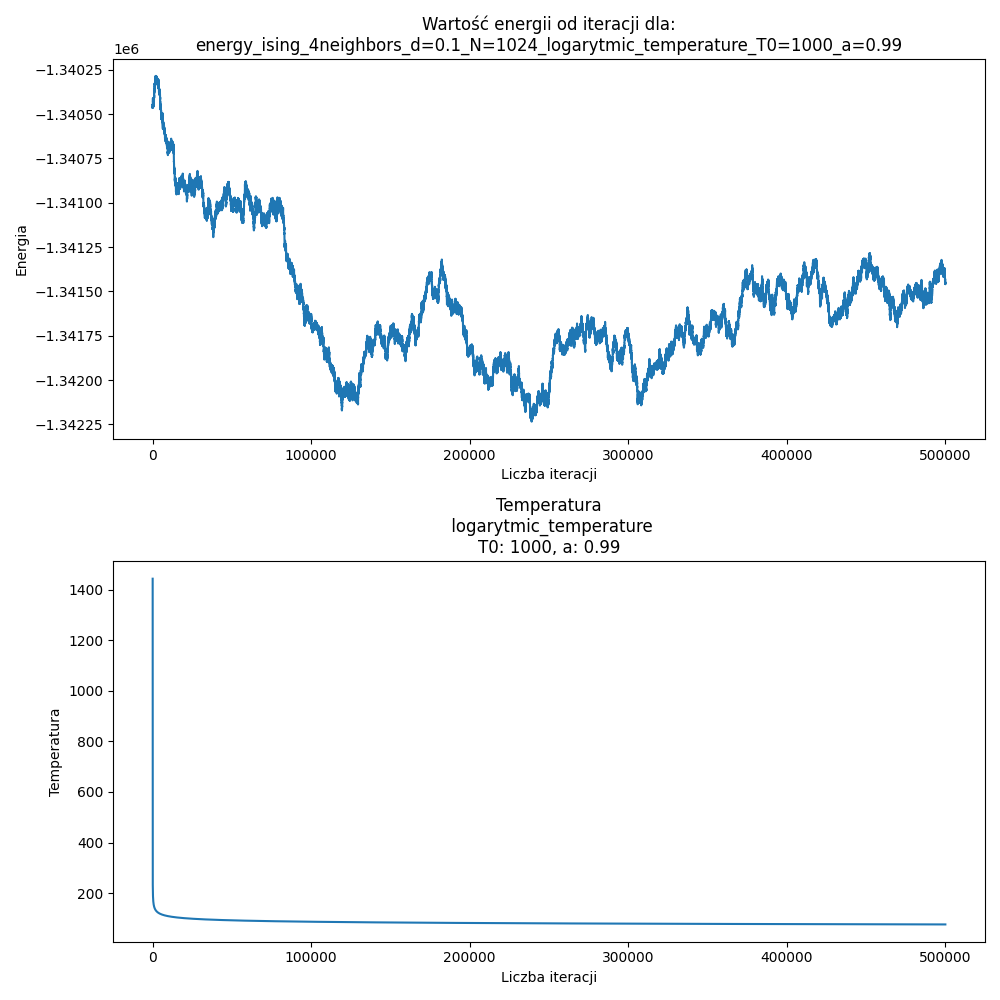 Wartość energii od iteracji dla:
energy_ising_4neighbors_d=0.1_N=1024_logarytmic_temperature_T0=1000_a=0.99
1e6
−1.34025
−1.34050
−1.34075
−1.34100
−1.34125
−1.34150
−1.34175
−1.34200
−1.34225
Energia
0 100000 200000 300000 400000 500000
Liczba iteracji
Temperatura
logarytmic_temperature
T0: 1000, a: 0.99
1400
1200
1000
800
600
400
200
Temperatura
0 100000 200000 300000 400000 500000
Liczba iteracji